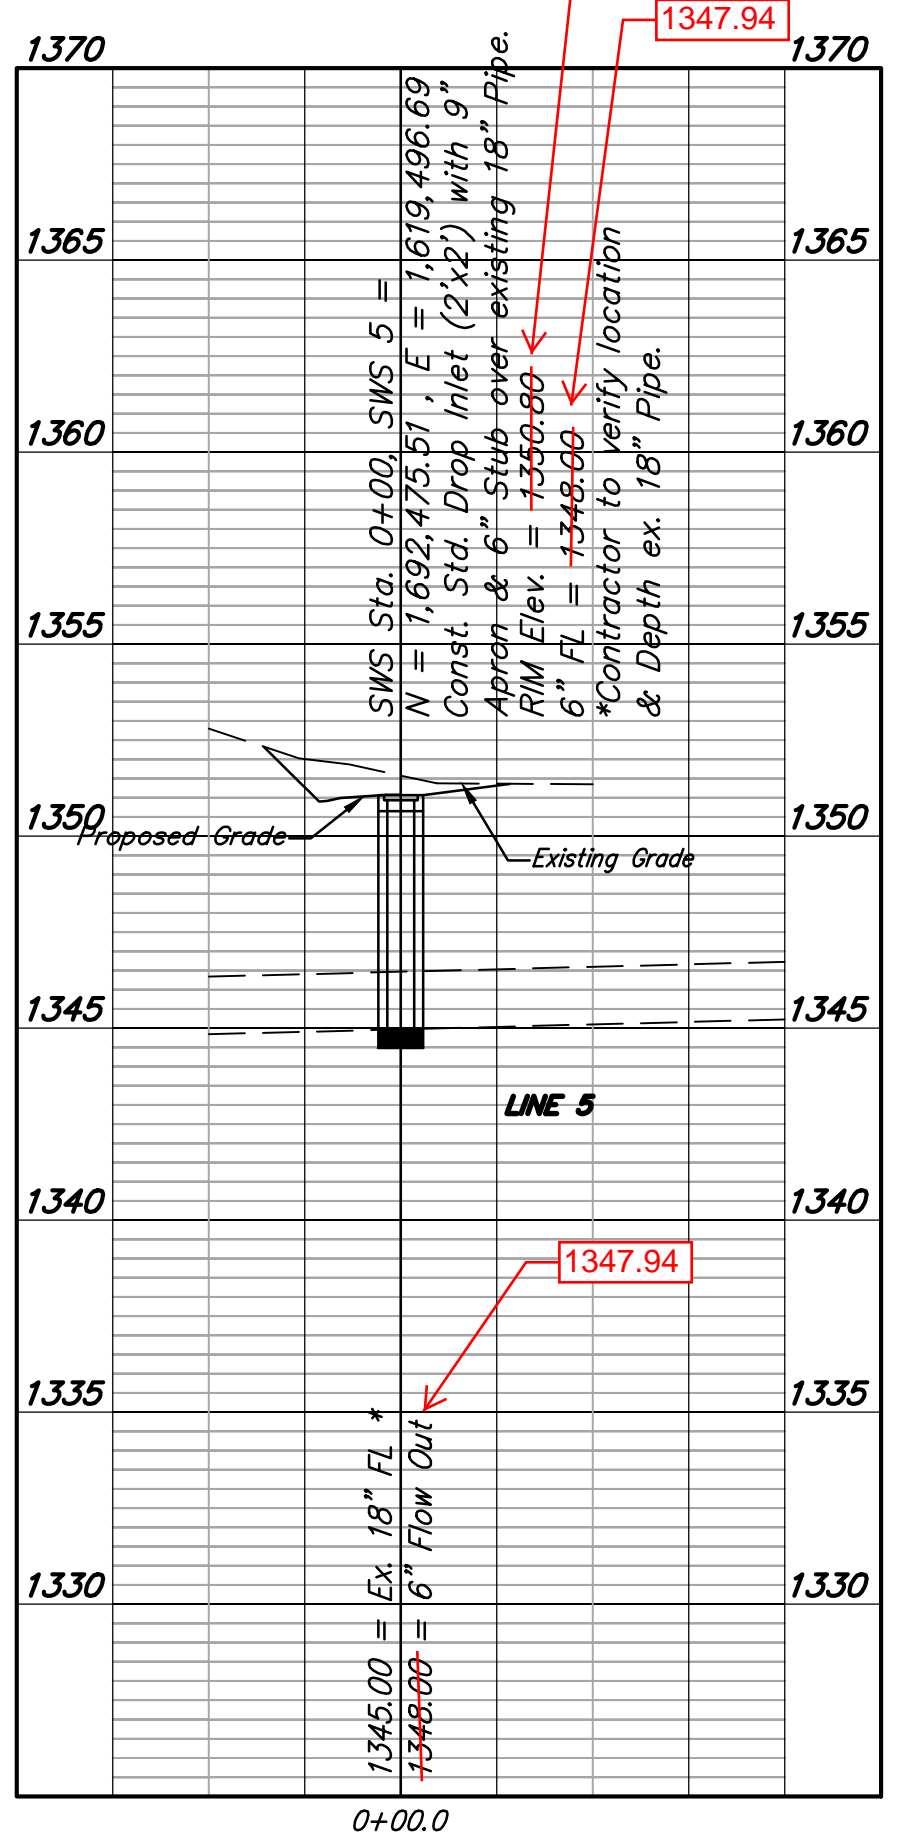 1347.94
1370
1370
1365
1365
1360
1360
1355
1355
1350
1350
1345
1345
1340
1340
1335
1335
1330
1330
SWS Sta. 0+00, SWS 5 =
N = 1,692,475.51 , E = 1,619,496.69
Const. Std. Drop Inlet (2'x2') with 9"
Apron & 6" Stub over existing 18" Pipe.
RIM Elev. = 1350.80
6" FL = 1348.00
*Contractor to verify location
& Depth ex. 18" Pipe.
Proposed Grade
Existing Grade
LINE 5
1347.94
1345.00 = Ex. 18" FL *
1348.00 = 6" Flow Out
0+00.0